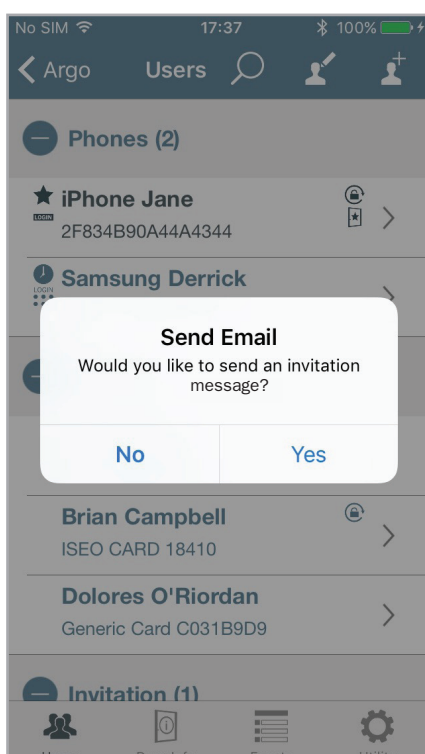 No SIM 17:37 100%
Argo Users
Phones (2)
iPhone Jane
LOGIN
2F834B90A44A4344
Samsung Derrick
LOGIN
Send Email
Would you like to send an invitation
message?
No Yes
Brian Campbell
ISEO CARD 18410
Dolores O'Riordan
Generic Card C031B9D9
Invitation (1)